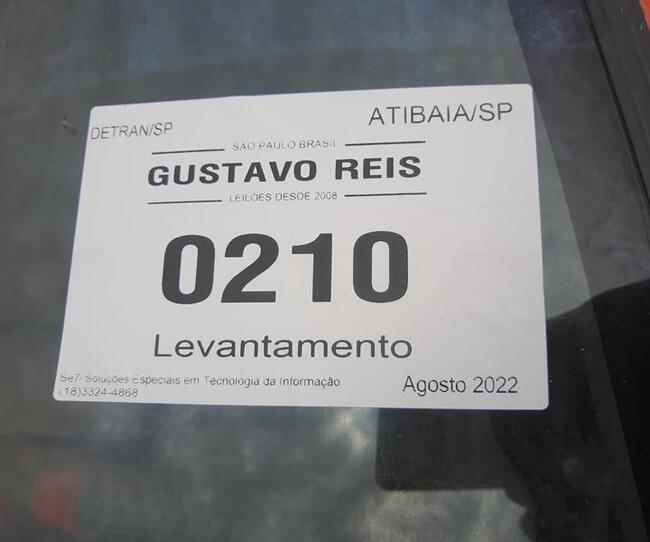 DETRAN/SP
ATIBAIA/SP
SÃO PAULO BRASIL
GUSTAVO REIS
LEILÕES DESDE 2008
0210
Levantamento
Se7i Soluções Especiais em Tecnologia da Informação
(18)3324-4868
Agosto 2022